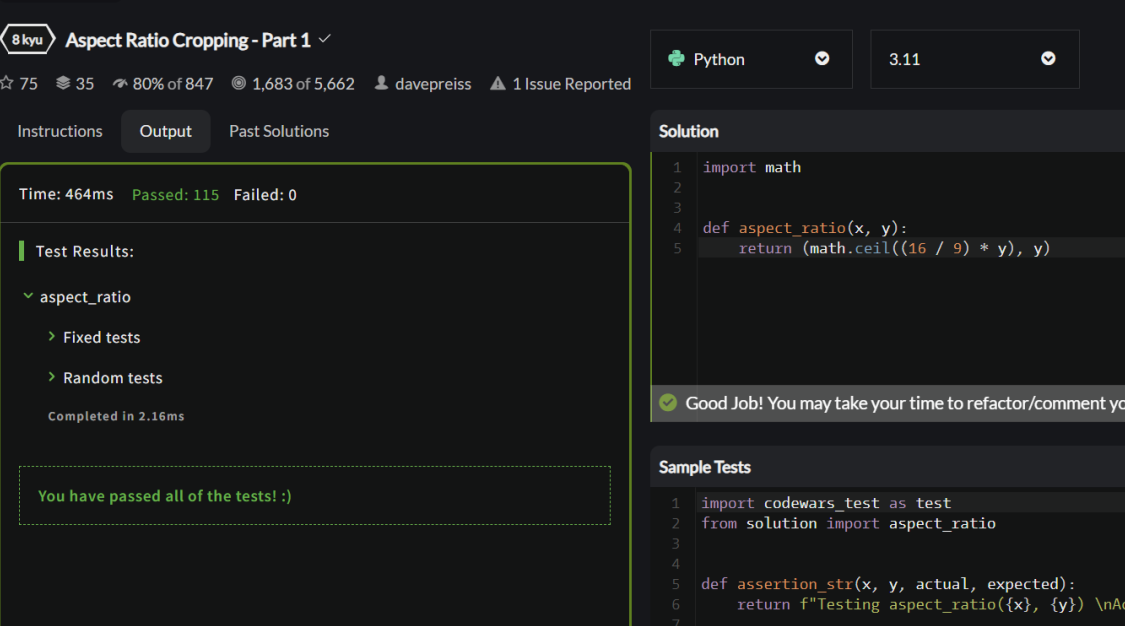 8 kyu Aspect Ratio Cropping - Part 1
75 35 80% of 847 1,683 of 5,662 davepreiss 1 Issue Reported
Instructions Output Past Solutions
Time: 464ms Passed: 115 Failed: 0
Test Results:
aspect_ratio
Fixed tests
Random tests
Completed in 2.16ms
You have passed all of the tests! :)
Python 3.11
Solution
1 import math
2
3
4 def aspect_ratio(x, y):
5 return (math.ceil((16 / 9) * y), y)
Good Job! You may take your time to refactor/comment yo
Sample Tests
1 import codewars_test as test
2 from solution import aspect_ratio
3
4
5 def assertion_str(x, y, actual, expected):
6 return f"Testing aspect_ratio({x}, {y}) \nAc
7